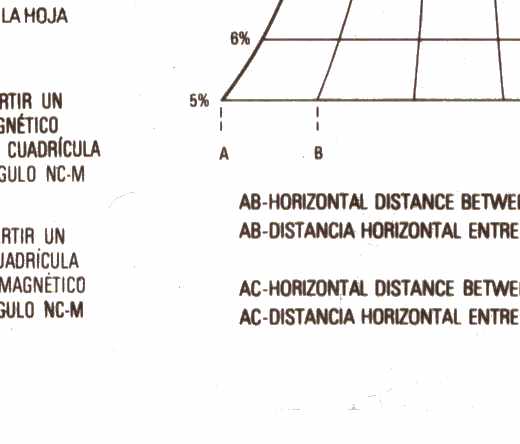 LA HOJA
RTIR UN
GNÉTICO
CUADRÍCULA
GULO NC-M
RTIR UN
UADRÍCULA
MAGNÉTICO
GULO NC-M
6%
5%
A B
AB-HORIZONTAL DISTANCE BETWE
AB-DISTANCIA HORIZONTAL ENTRE
AC-HORIZONTAL DISTANCE BETWE
AC-DISTANCIA HORIZONTAL ENTRE